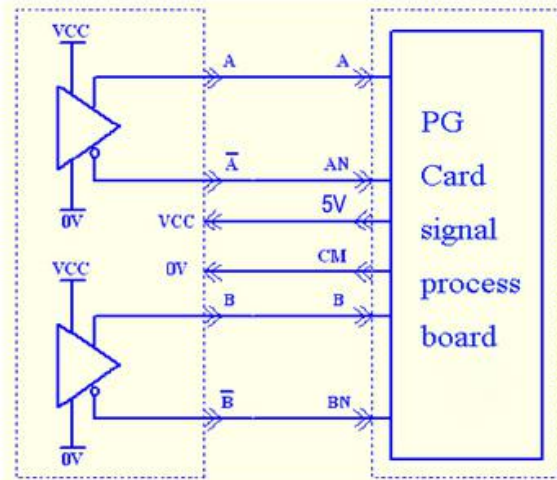 VCC
A A
PG
Card
signal
process
board
A̅ AN
0V
VCC 5V
VCC
0V CM
B B
B̅ BN
0V